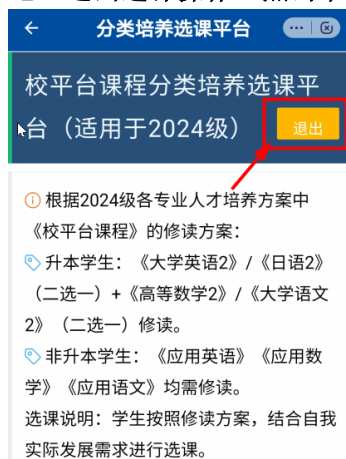 分类培养选课平台
校平台课程分类培养选课平
台（适用于2024级）
退出
根据2024级各专业人才培养方案中
《校平台课程》的修读方案：
升本学生：《大学英语2》/《日语2》
（二选一）+《高等数学2》/《大学语文
2》（二选一）修读。
非升本学生：《应用英语》《应用数
学》《应用语文》均需修读。
选课说明：学生按照修读方案，结合自我
实际发展需求进行选课。